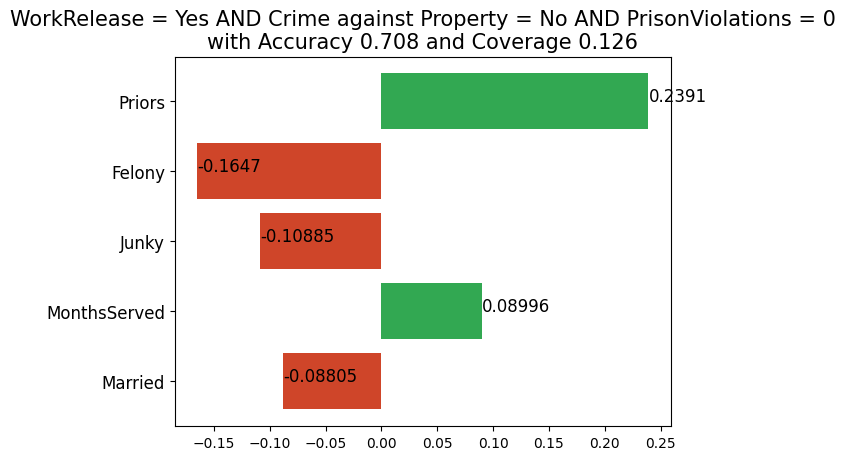 WorkRelease = Yes AND Crime against Property = No AND PrisonViolations = 0
with Accuracy 0.708 and Coverage 0.126
Priors
0.2391
Felony
-0.1647
Junky
-0.10885
MonthsServed
0.08996
Married
-0.08805
−0.15 −0.10 −0.05 0.00 0.05 0.10 0.15 0.20 0.25